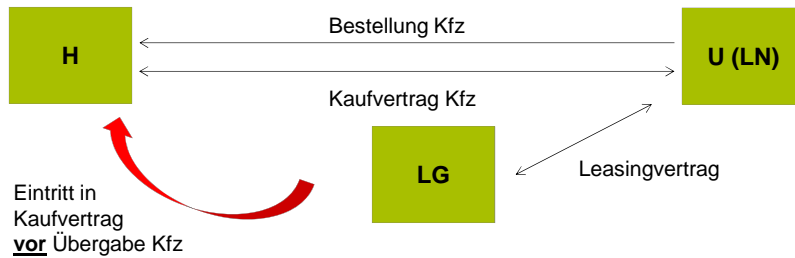 Bestellung Kfz
H
U (LN)
Kaufvertrag Kfz
LG
Leasingvertrag
Eintritt in
Kaufvertrag
vor Übergabe Kfz